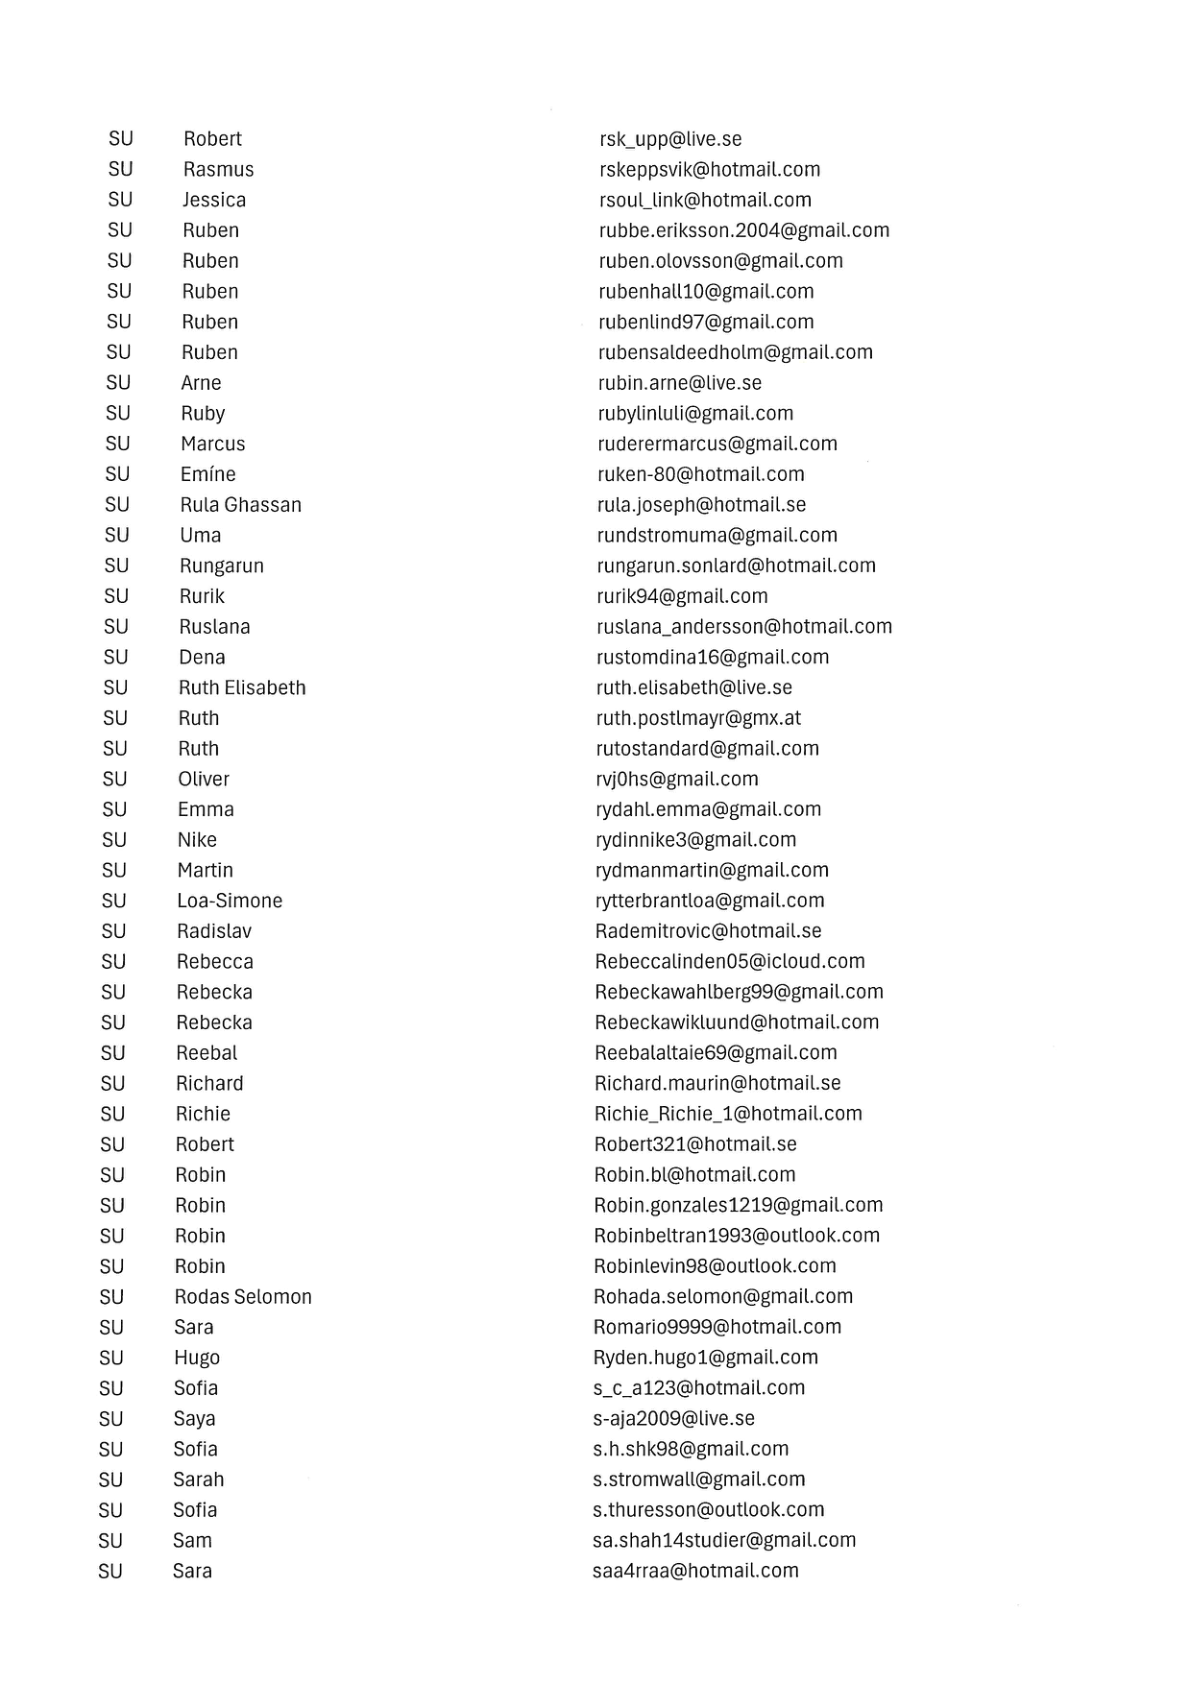 SU Robert rsk_upp@live.se
SU Rasmus rskeppsvik@hotmail.com
SU Jessica rsoul_link@hotmail.com
SU Ruben rubbe.eriksson.2004@gmail.com
SU Ruben ruben.olovsson@gmail.com
SU Ruben rubenhall10@gmail.com
SU Ruben rubenlind97@gmail.com
SU Ruben rubensaldeedholm@gmail.com
SU Arne rubin.arne@live.se
SU Ruby rubylinluli@gmail.com
SU Marcus ruderermarcus@gmail.com
SU Emíne ruken-80@hotmail.com
SU Rula Ghassan rula.joseph@hotmail.se
SU Uma rundstromuma@gmail.com
SU Rungarun rungarun.sonlard@hotmail.com
SU Rurik rurik94@gmail.com
SU Ruslana ruslana_andersson@hotmail.com
SU Dena rustomdina16@gmail.com
SU Ruth Elisabeth ruth.elisabeth@live.se
SU Ruth ruth.postlmayr@gmx.at
SU Ruth rutostandard@gmail.com
SU Oliver rvj0hs@gmail.com
SU Emma rydahl.emma@gmail.com
SU Nike rydinnike3@gmail.com
SU Martin rydmanmartin@gmail.com
SU Loa-Simone rytterbrantloa@gmail.com
SU Radislav Rademitrovic@hotmail.se
SU Rebecca Rebeccalinden05@icloud.com
SU Rebecka Rebeckawahlberg99@gmail.com
SU Rebecka Rebeckawikluund@hotmail.com
SU Reebal Reebalaltaie69@gmail.com
SU Richard Richard.maurin@hotmail.se
SU Richie Richie_Richie_1@hotmail.com
SU Robert Robert321@hotmail.se
SU Robin Robin.bl@hotmail.com
SU Robin Robin.gonzales1219@gmail.com
SU Robin Robinbeltran1993@outlook.com
SU Robin Robinlevin98@outlook.com
SU Rodas Selomon Rohada.selomon@gmail.com
SU Sara Romario9999@hotmail.com
SU Hugo Ryden.hugo1@gmail.com
SU Sofia s_c_a123@hotmail.com
SU Saya s-aja2009@live.se
SU Sofia s.h.shk98@gmail.com
SU Sarah s.stromwall@gmail.com
SU Sofia s.thuresson@outlook.com
SU Sam sa.shah14studier@gmail.com
SU Sara saa4rraa@hotmail.com